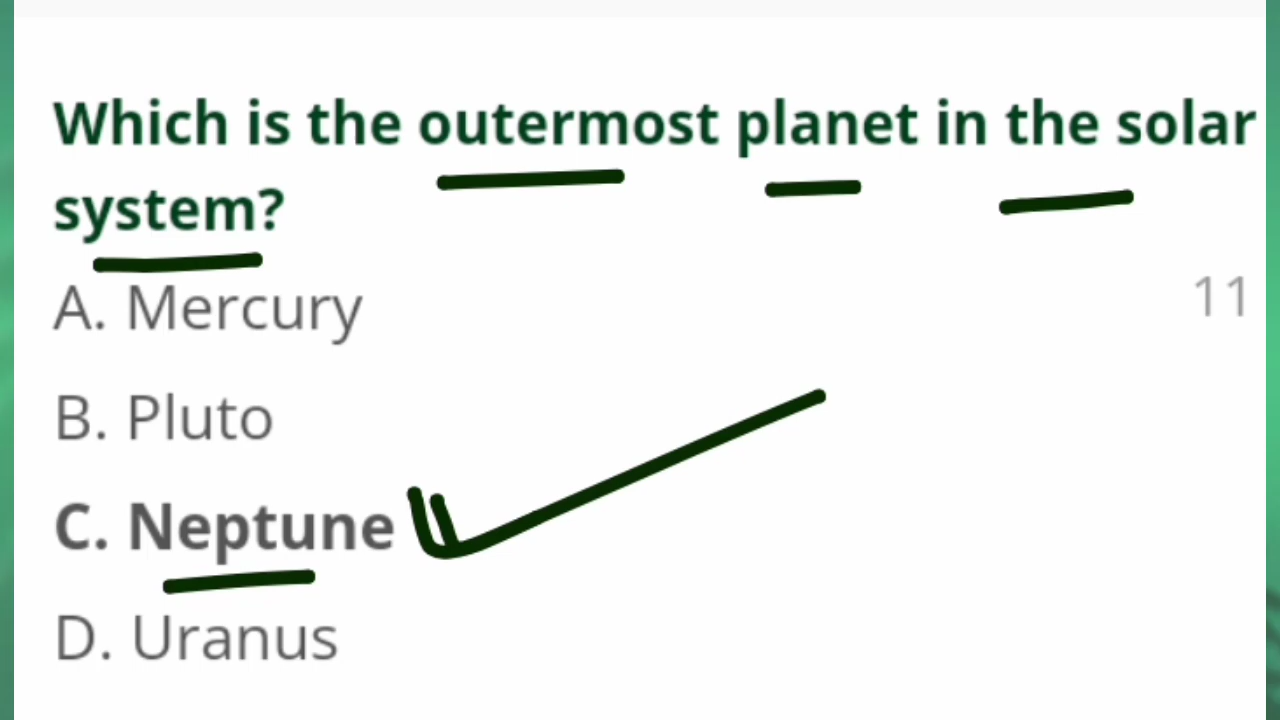 Which is the outermost planet in the solar
system?
A. Mercury
11
B. Pluto
C. Neptune
D. Uranus